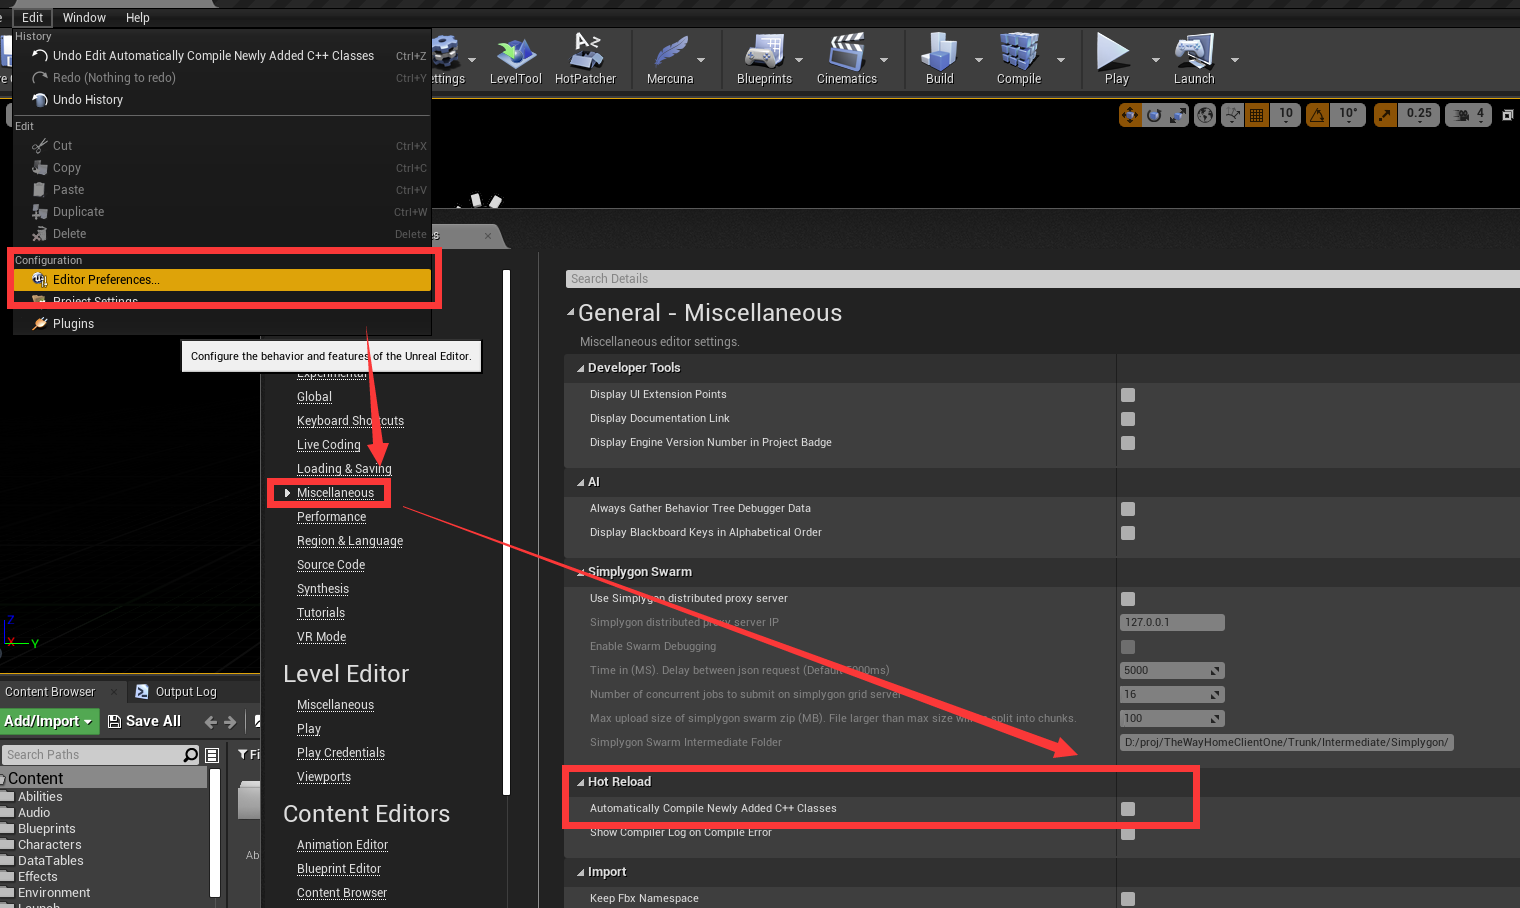 Edit Window Help
History
Undo Edit Automatically Compile Newly Added C++ Classes Ctrl+Z
Redo (Nothing to redo) Ctrl+Y
Undo History
Edit
Cut Ctrl+X
Copy Ctrl+C
Paste Ctrl+V
Duplicate Ctrl+W
Delete Delete
Configuration
Editor Preferences...
Project Settings
Plugins
Configure the behavior and features of the Unreal Editor.
ttings LevelTool HotPatcher Mercuna Blueprints Cinematics Build Compile Play Launch
10 10° 0.25 4
Experimental
Global
Keyboard Shortcuts
Live Coding
Loading & Saving
Miscellaneous
Performance
Region & Language
Source Code
Synthesis
Tutorials
VR Mode
Level Editor
Miscellaneous
Play
Play Credentials
Viewports
Content Editors
Animation Editor
Blueprint Editor
Content Browser
Search Details
General - Miscellaneous
Miscellaneous editor settings.
Developer Tools
Display UI Extension Points
Display Documentation Link
Display Engine Version Number in Project Badge
AI
Always Gather Behavior Tree Debugger Data
Display Blackboard Keys in Alphabetical Order
Simplygon Swarm
Use Simplygon distributed proxy server
Simplygon distributed proxy server IP 127.0.0.1
Enable Swarm Debugging
Time in (MS). Delay between json request (Default 5000ms) 5000
Number of concurrent jobs to submit on simplygon grid server 16
Max upload size of simplygon swarm zip (MB). File larger than max size will be split into chunks. 100
Simplygon Swarm Intermediate Folder D:/proj/TheWayHomeClientOne/Trunk/Intermediate/Simplygon/
Hot Reload
Automatically Compile Newly Added C++ Classes
Show Compiler Log on Compile Error
Import
Keep Fbx Namespace
Z
X Y
Content Browser Output Log
Add/Import Save All
Search Paths Fi
Content
Abilities
Audio
Blueprints
Characters
DataTables
Effects
Environment
Launch
Ab